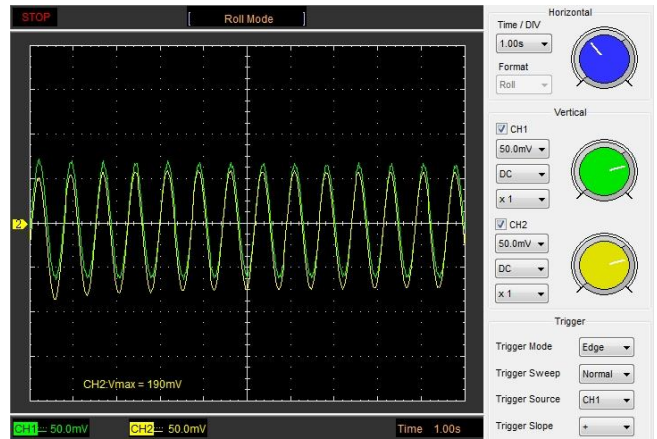 STOP
[ Roll Mode ]
2
CH2:Vmax = 190mV
CH1 50.0mV CH2 50.0mV Time 1.00s
Horizontal
Time / DIV
1.00s
Format
Roll
Vertical
CH1
50.0mV
DC
x 1
CH2
50.0mV
DC
x 1
Trigger
Trigger Mode Edge
Trigger Sweep Normal
Trigger Source CH1
Trigger Slope +